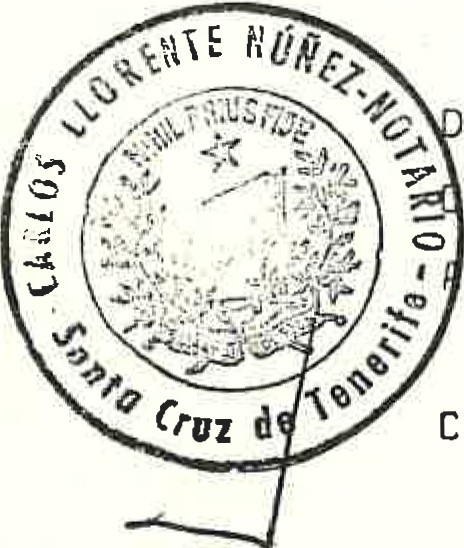 CARLOS LLORENTE NÚÑEZ-NOTARIO-
Santa Cruz de Tenerife
NIHIL PRIUS FIDE
D
C